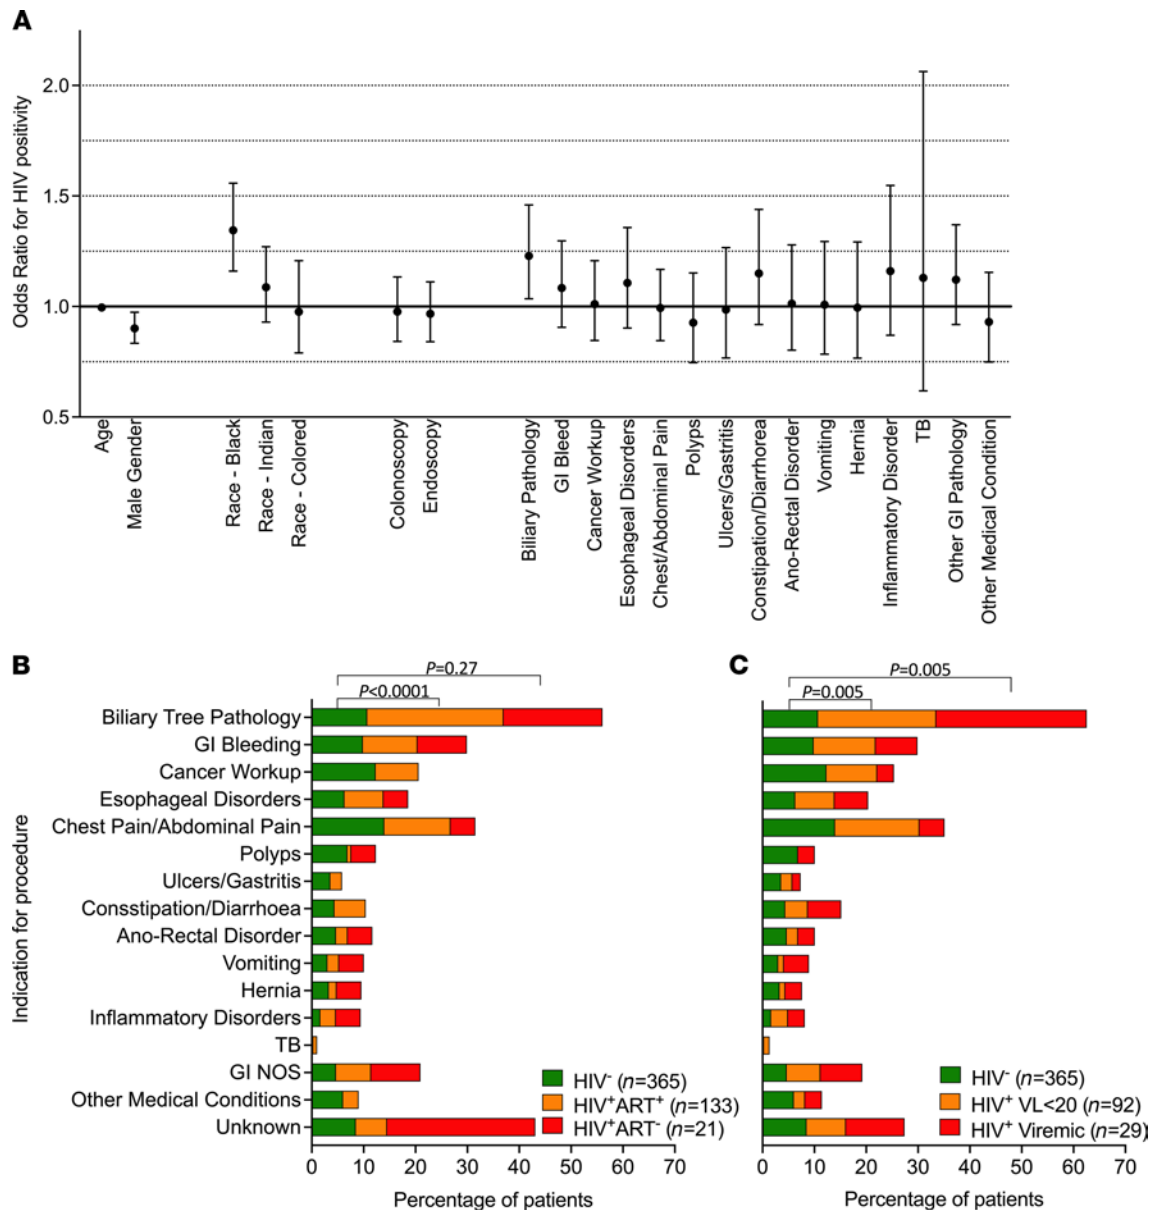 A
Odds Ratio for HIV positivity
2.0
1.5
1.0
0.5
Age
Male Gender
Race - Black
Race - Indian
Race - Colored
Colonoscopy
Endoscopy
Biliary Pathology
GI Bleed
Cancer Workup
Esophageal Disorders
Chest/Abdominal Pain
Polyps
Ulcers/Gastritis
Constipation/Diarrhorea
Ano-Rectal Disorder
Vomiting
Hernia
Inflammatory Disorder
TB
Other GI Pathology
Other Medical Condition
B
P=0.27
P<0.0001
Indication for procedure
Biliary Tree Pathology
GI Bleeding
Cancer Workup
Esophageal Disorders
Chest Pain/Abdominal Pain
Polyps
Ulcers/Gastritis
Consstipation/Diarrhoea
Ano-Rectal Disorder
Vomiting
Hernia
Inflammatory Disorders
TB
GI NOS
Other Medical Conditions
Unknown
HIV⁻ (n=365)
HIV⁺ART⁺ (n=133)
HIV⁺ART⁻ (n=21)
0 10 20 30 40 50 60 70
Percentage of patients
C
P=0.005
P=0.005
HIV⁻ (n=365)
HIV⁺ VL<20 (n=92)
HIV⁺ Viremic (n=29)
0 10 20 30 40 50 60 70
Percentage of patients